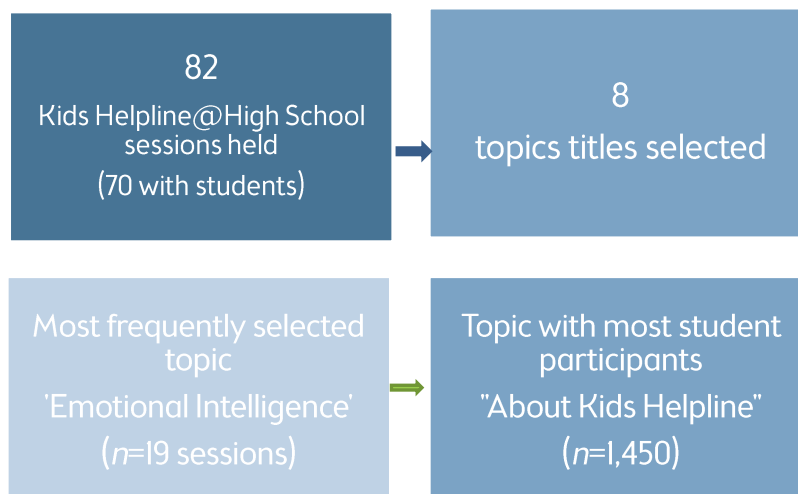 82
Kids Helpline@High School
sessions held
(70 with students)
8
topics titles selected
Most frequently selected
topic
'Emotional Intelligence'
(n=19 sessions)
Topic with most student
participants
"About Kids Helpline"
(n=1,450)